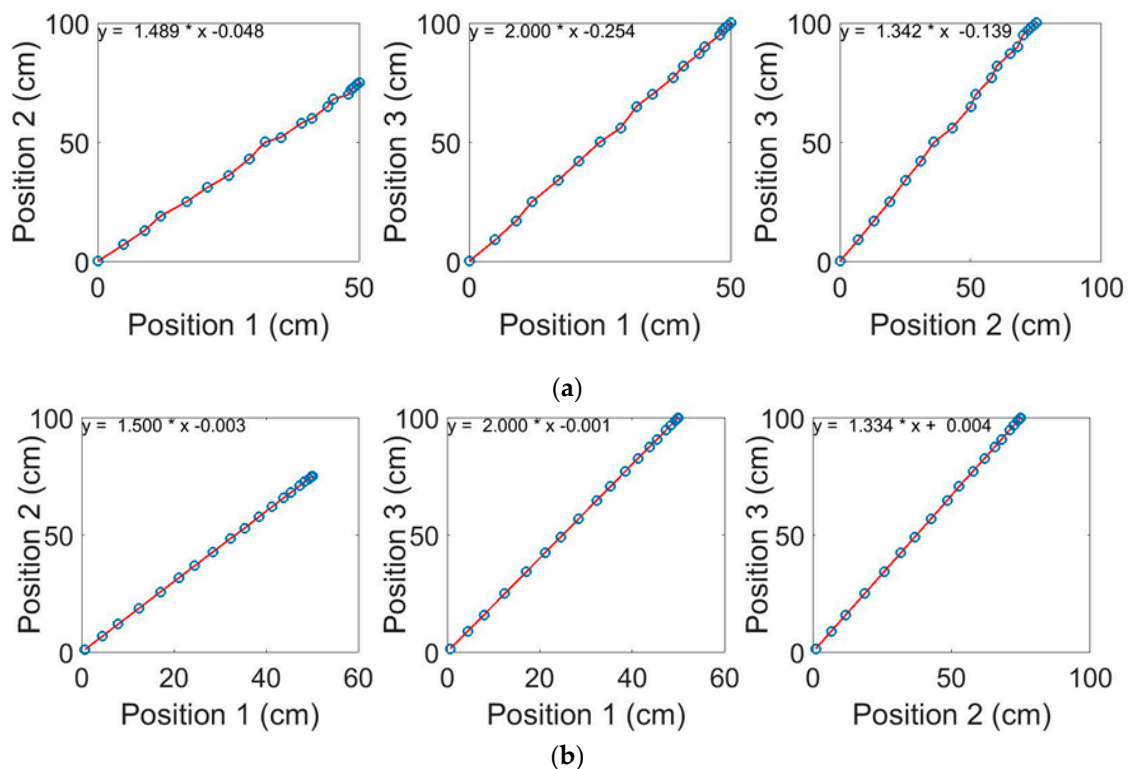 y = 1.489 * x -0.048
100
50
0
0
50
Position 2 (cm)
Position 1 (cm)
y = 2.000 * x -0.254
100
50
0
0
50
Position 3 (cm)
Position 1 (cm)
y = 1.342 * x -0.139
100
50
0
0
50
100
Position 3 (cm)
Position 2 (cm)
(a)
y = 1.500 * x -0.003
100
50
0
0
20
40
60
Position 2 (cm)
Position 1 (cm)
y = 2.000 * x -0.001
100
50
0
0
20
40
60
Position 3 (cm)
Position 1 (cm)
y = 1.334 * x + 0.004
100
50
0
0
50
100
Position 3 (cm)
Position 2 (cm)
(b)